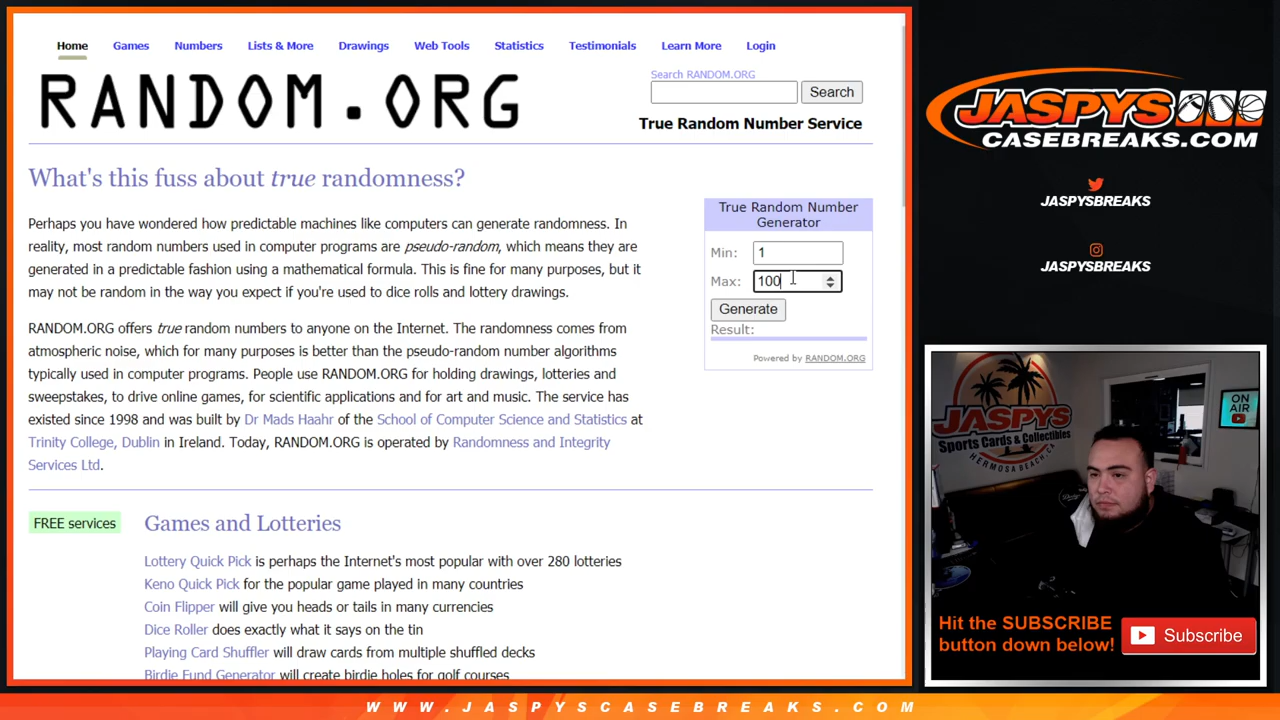 Home Games Numbers Lists & More Drawings Web Tools Statistics Testimonials Learn More Login
RANDOM.ORG
Search RANDOM.ORG
Search
True Random Number Service
What's this fuss about true randomness?
Perhaps you have wondered how predictable machines like computers can generate randomness. In
reality, most random numbers used in computer programs are pseudo-random, which means they are
generated in a predictable fashion using a mathematical formula. This is fine for many purposes, but it
may not be random in the way you expect if you're used to dice rolls and lottery drawings.
RANDOM.ORG offers true random numbers to anyone on the Internet. The randomness comes from
atmospheric noise, which for many purposes is better than the pseudo-random number algorithms
typically used in computer programs. People use RANDOM.ORG for holding drawings, lotteries and
sweepstakes, to drive online games, for scientific applications and for art and music. The service has
existed since 1998 and was built by Dr Mads Haahr of the School of Computer Science and Statistics at
Trinity College, Dublin in Ireland. Today, RANDOM.ORG is operated by Randomness and Integrity
Services Ltd.
True Random Number
Generator
Min: 1
Max: 100
Generate
Result:
Powered by RANDOM.ORG
FREE services
Games and Lotteries
Lottery Quick Pick is perhaps the Internet's most popular with over 280 lotteries
Keno Quick Pick for the popular game played in many countries
Coin Flipper will give you heads or tails in many currencies
Dice Roller does exactly what it says on the tin
Playing Card Shuffler will draw cards from multiple shuffled decks
Birdie Fund Generator will create birdie holes for golf courses
JASPYS
CASEBREAKS.COM
JASPYSBREAKS
JASPYSBREAKS
JASPYS
Sports Cards & Collectibles
HERMOSA BEACH, CA
ON
AIR
Hit the SUBSCRIBE
button down below!
Subscribe
WWW.JASPYSCASEBREAKS.COM